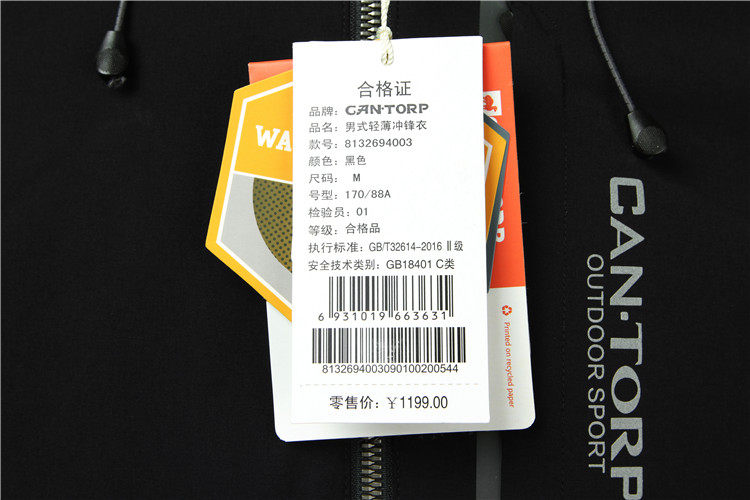 合格证
品牌: CAN·TORP
品名: 男式轻薄冲锋衣
款号: 8132694003
颜色: 黑色
尺码: M
号型: 170/88A
检验员: 01
等级: 合格品
执行标准: GB/T32614-2016 Ⅱ级
安全技术类别: GB18401 C类
6 931019 663631
8132694003090100200544
零售价: ¥1199.00
WA
ORP
Printed on recycled paper
CAN·TORP
OUTDOOR SPORT